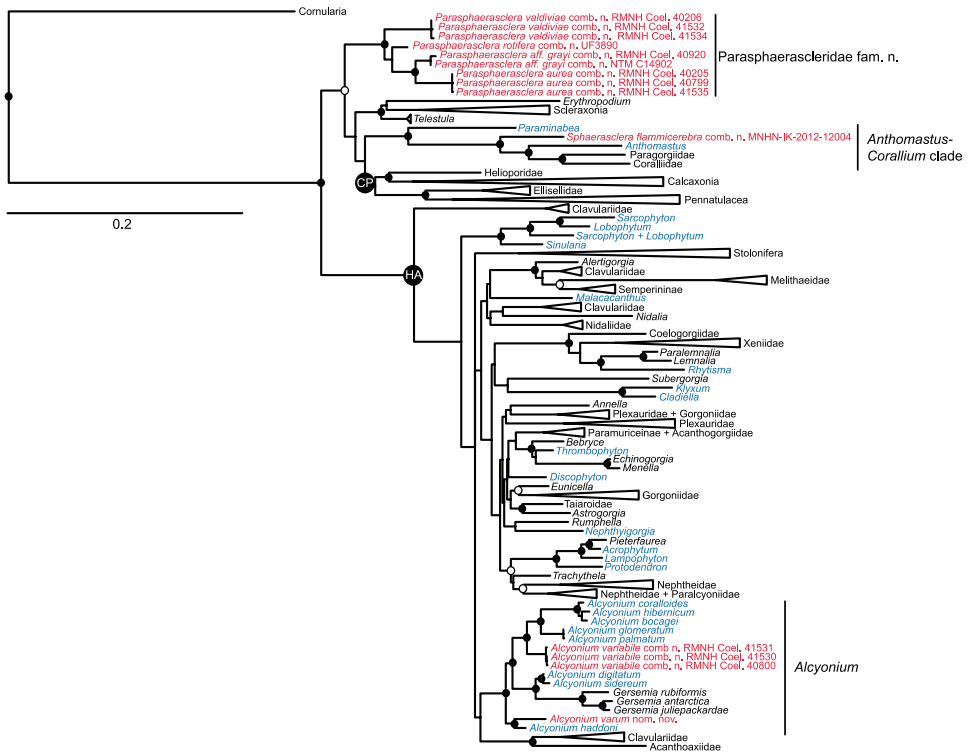 Cornularia
Parasphaerasclera valdiviae comb. n. RMNH Coel. 40206
Parasphaerasclera valdiviae comb. n. RMNH Coel. 41532
Parasphaerasclera valdiviae comb. n. RMNH Coel. 41534
Parasphaerasclera rotifera comb. n. UF3890
Parasphaerasclera aff. grayi comb. n. RMNH Coel. 40920
Parasphaerasclera aff. grayi comb. n. NTM C14902
Parasphaerasclera aurea comb. n. RMNH Coel. 40205
Parasphaerasclera aurea comb. n. RMNH Coel. 40799
Parasphaerasclera aurea comb. n. RMNH Ceol. 41535
Parasphaerascleridae fam. n.
Erythropodium
Scleraxonia
Telestula
Paraminabea
Sphaerasclera flammicerebra comb. n. MNHN-IK-2012-12004
Anthomastus
Paragorgiidae
Coralliidae
Anthomastus-
Corallium clade
CP
Helioporidae
Calcaxonia
Ellisellidae
Pennatulacea
0.2
Clavulariidae
Sarcophyton
Lobophytum
Sarcophyton + Lobophytum
Sinularia
HA
Stolonifera
Alertigorgia
Clavulariidae
Melithaeidae
Semperininae
Malacacanthus
Clavulariidae
Nidalia
Nidaliidae
Coelogorgiidae
Xeniidae
Paralemnalia
Lemnalia
Rhytisma
Subergorgia
Klyxum
Cladiella
Annella
Plexauridae + Gorgoniidae
Plexauridae
Paramuriceinae + Acanthogorgiidae
Bebryce
Thrombophyton
Echinogorgia
Menella
Discophyton
Eunicella
Gorgoniidae
Taiaroidae
Astrogorgia
Rumphella
Nephthyigorgia
Pieterfaurea
Acrophytum
Lampophyton
Protodendron
Trachythela
Nephtheidae
Nephtheidae + Paralcyoniidae
Alcyonium coralloides
Alcyonium hibernicum
Alcyonium bocagei
Alcyonium glomeratum
Alcyonium palmatum
Alcyonium variabile comb n. RMNH Coel. 41531
Alcyonium variabile comb. n. RMNH Coel. 41530
Alcyonium variabile comb. n. RMNH Coel. 40800
Alcyonium digitatum
Alcyonium sidereum
Gersemia rubiformis
Gersemia antarctica
Gersemia juliepackardae
Alcyonium varum nom. nov.
Alcyonium haddoni
Alcyonium
Clavulariidae
Acanthoaxiidae